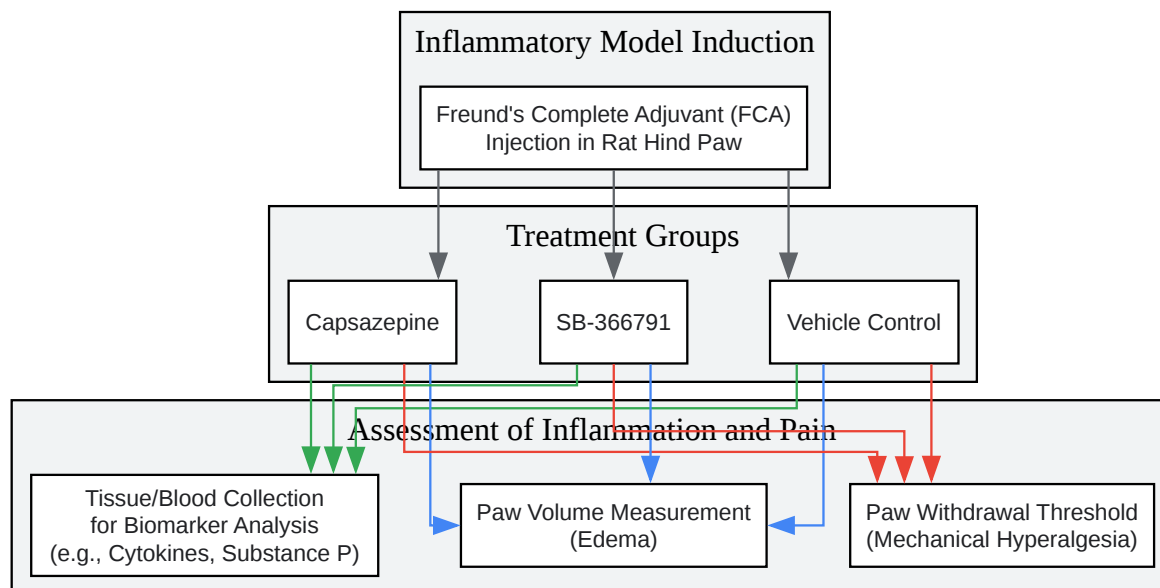 Inflammatory Model Induction
Freund's Complete Adjuvant (FCA)
Injection in Rat Hind Paw
Treatment Groups
Capsazepine
SB-366791
Vehicle Control
Assessment of Inflammation and Pain
Tissue/Blood Collection
for Biomarker Analysis
(e.g., Cytokines, Substance P)
Paw Volume Measurement
(Edema)
Paw Withdrawal Threshold
(Mechanical Hyperalgesia)